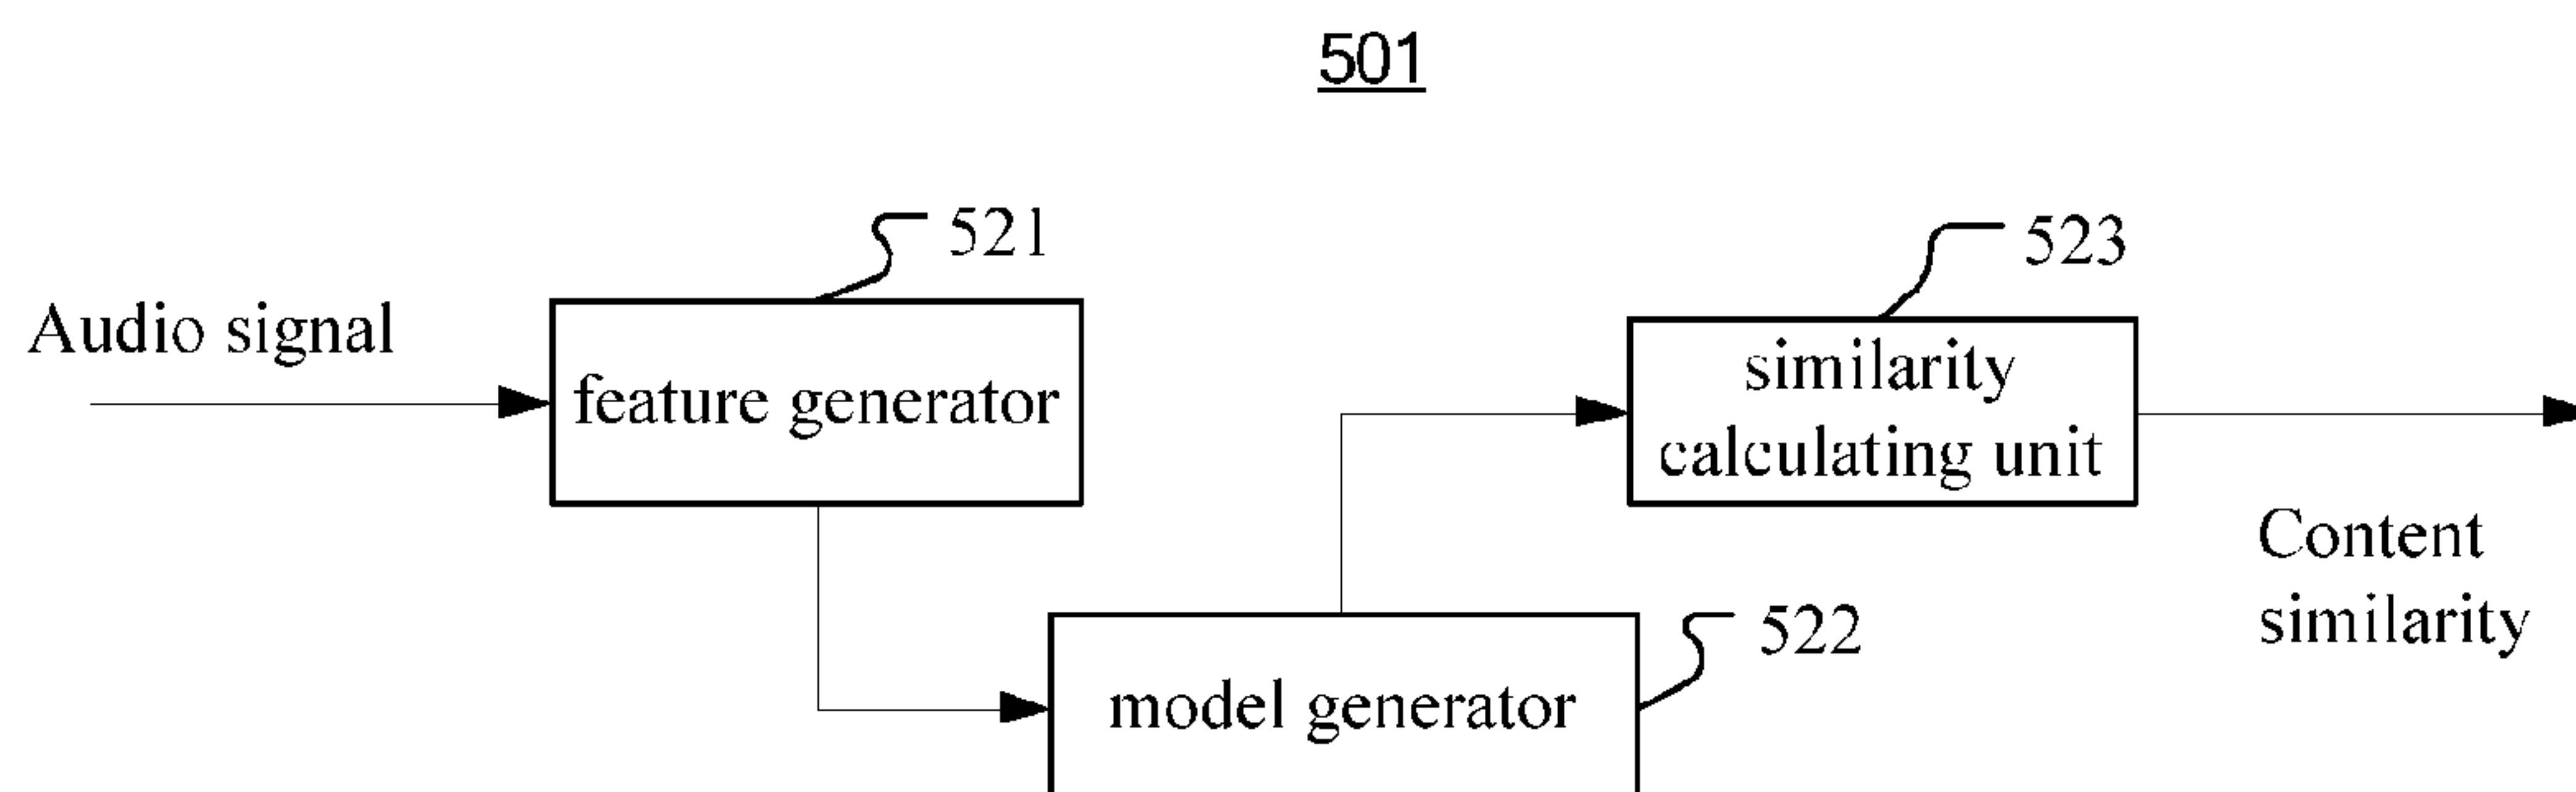 501
521
523
Audio signal
feature generator
similarity
calculating unit
Content
similarity
522
model generator